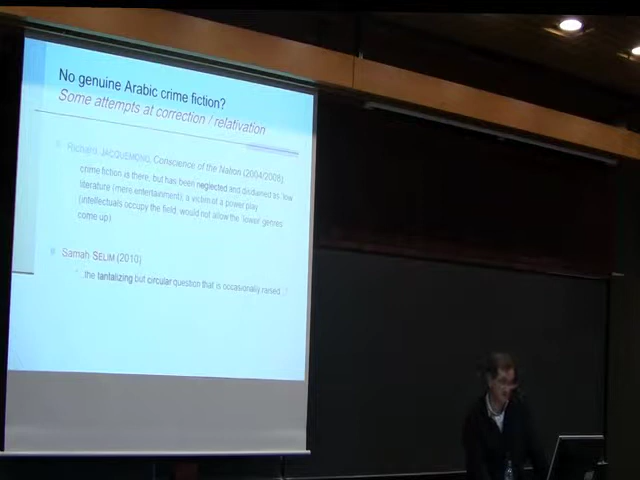 No genuine Arabic crime fiction?
Some attempts at correction / relativation
Richard JACQUEMOND, Conscience of the Nation (2004/2008)
crime fiction is there, but has been neglected and disdained as 'low'
literature (mere entertainment); a victim of a power play
(intellectuals occupy the field, would not allow the 'lower' genres
come up)
Samah SELIM (2010)
"...the tantalizing but circular question that is occasionally raised..."